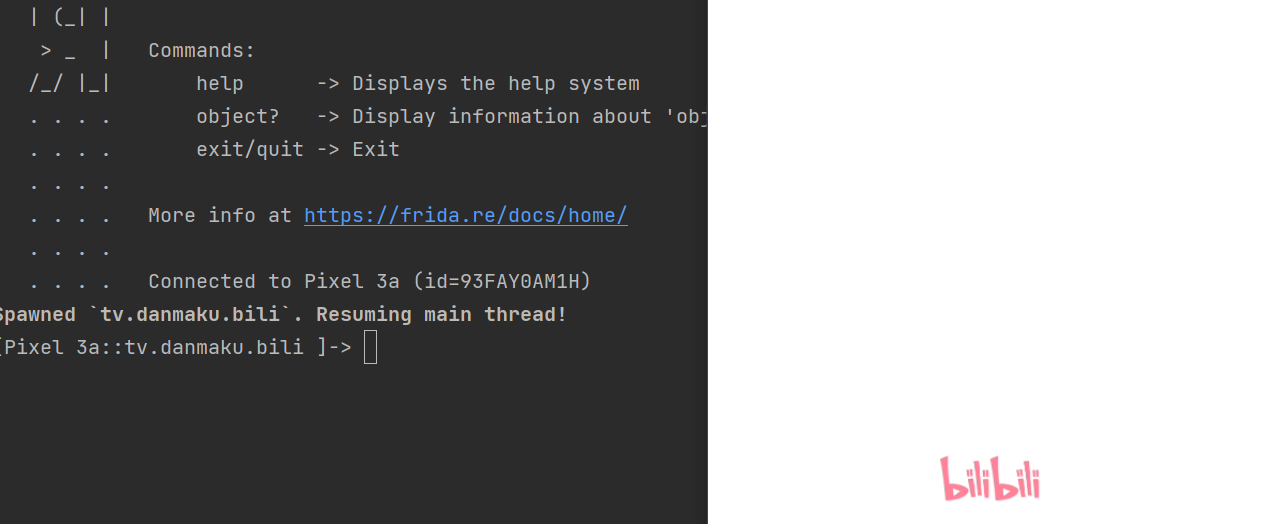 | (_| |
> _  |   Commands:
/_/ |_|       help      -> Displays the help system
. . . .       object?   -> Display information about 'obj
. . . .       exit/quit -> Exit
. . . .
. . . .   More info at https://frida.re/docs/home/
. . . .
. . . .   Connected to Pixel 3a (id=93FAY0AM1H)
Spawned `tv.danmaku.bili`. Resuming main thread!
[Pixel 3a::tv.danmaku.bili ]->
bilibili